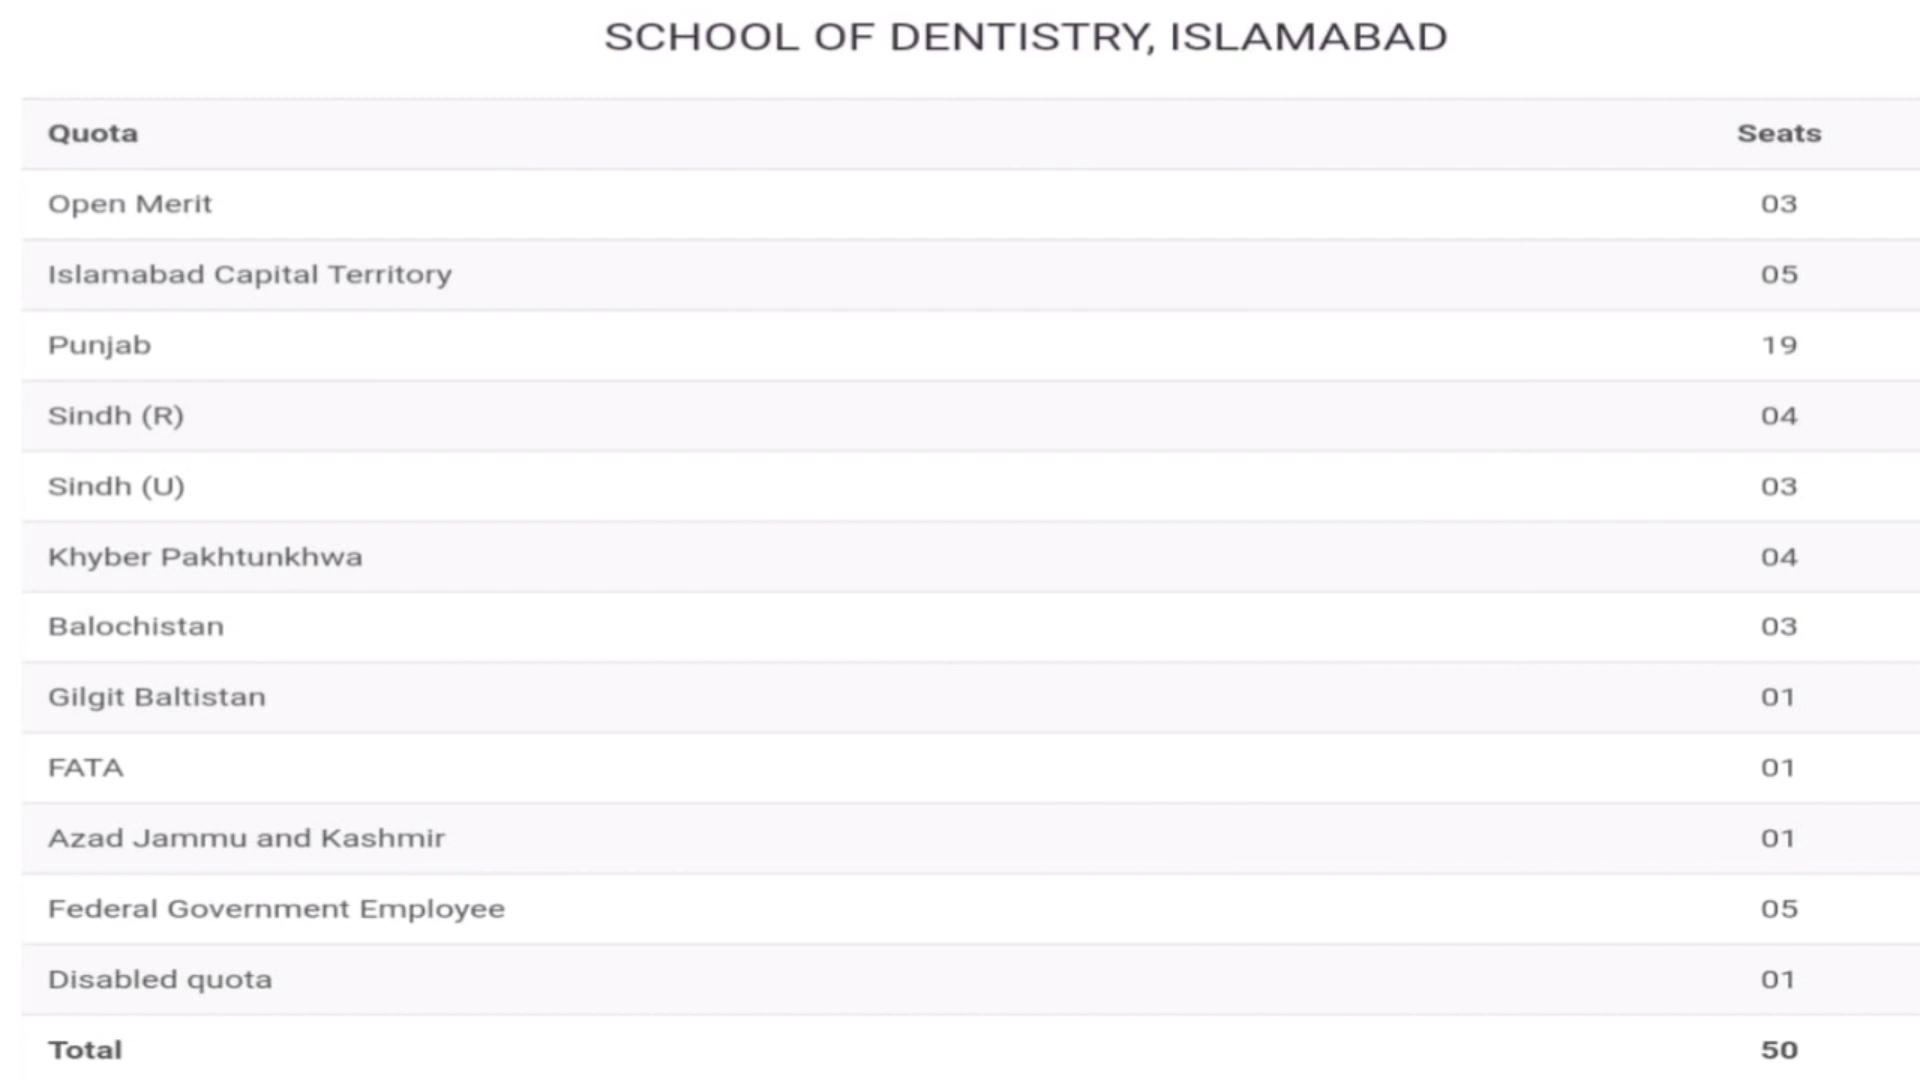 SCHOOL OF DENTISTRY, ISLAMABAD
Quota Seats
Open Merit 03
Islamabad Capital Territory 05
Punjab 19
Sindh (R) 04
Sindh (U) 03
Khyber Pakhtunkhwa 04
Balochistan 03
Gilgit Baltistan 01
FATA 01
Azad Jammu and Kashmir 01
Federal Government Employee 05
Disabled quota 01
Total 50